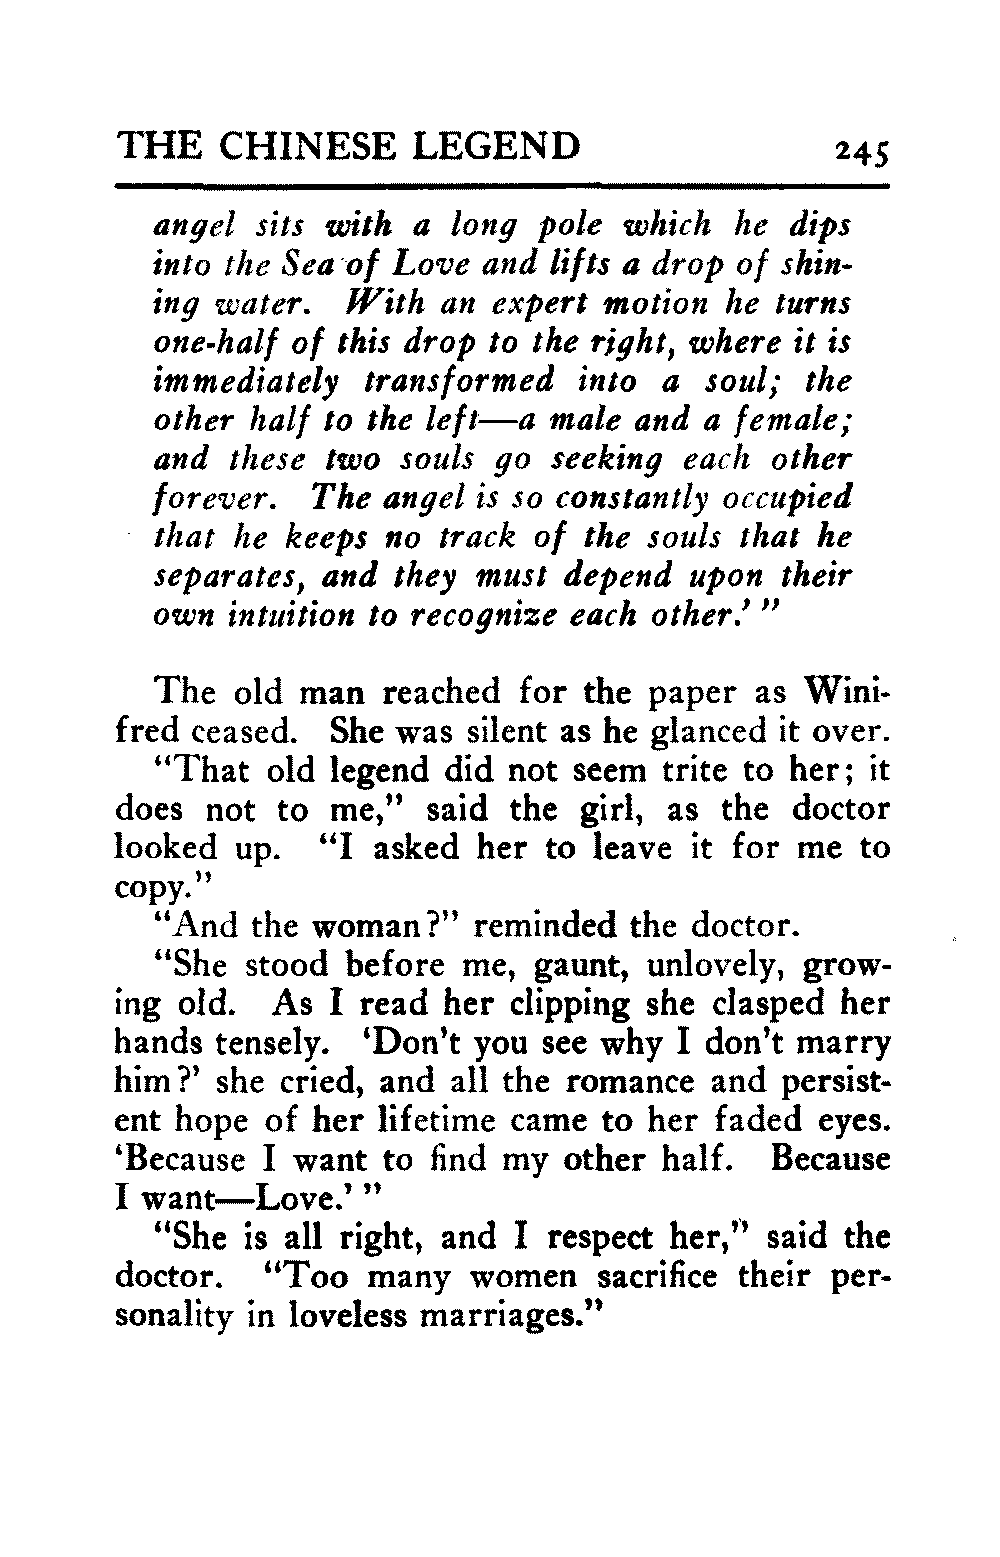 THE CHINESE LEGEND 245
angel sits with a long pole which he dips
into the Sea of Love and lifts a drop of shin-
ing water. With an expert motion he turns
one-half of this drop to the right, where it is
immediately transformed into a soul; the
other half to the left—a male and a female;
and these two souls go seeking each other
forever. The angel is so constantly occupied
that he keeps no track of the souls that he
separates, and they must depend upon their
own intuition to recognize each other.' "
The old man reached for the paper as Wini-
fred ceased. She was silent as he glanced it over.
"That old legend did not seem trite to her; it
does not to me," said the girl, as the doctor
looked up. "I asked her to leave it for me to
copy."
"And the woman?" reminded the doctor.
"She stood before me, gaunt, unlovely, grow-
ing old. As I read her clipping she clasped her
hands tensely. 'Don't you see why I don't marry
him?' she cried, and all the romance and persist-
ent hope of her lifetime came to her faded eyes.
'Because I want to find my other half. Because
I want—Love.' "
"She is all right, and I respect her," said the
doctor. "Too many women sacrifice their per-
sonality in loveless marriages."